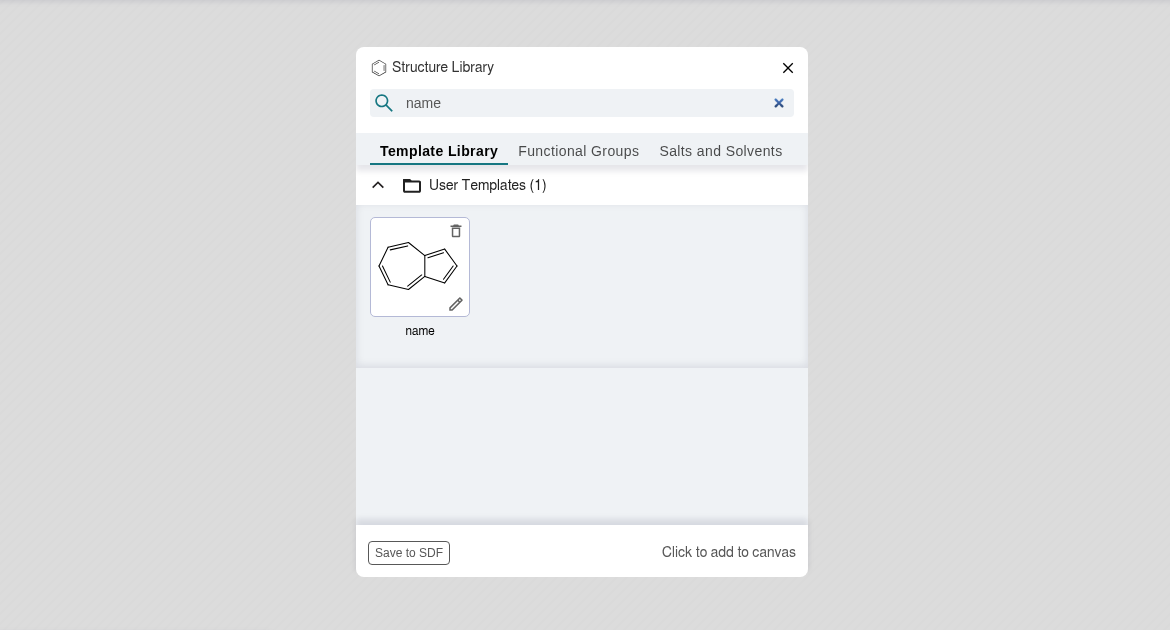 Structure Library
name
Template Library
Functional Groups
Salts and Solvents
User Templates (1)
name
Save to SDF
Click to add to canvas